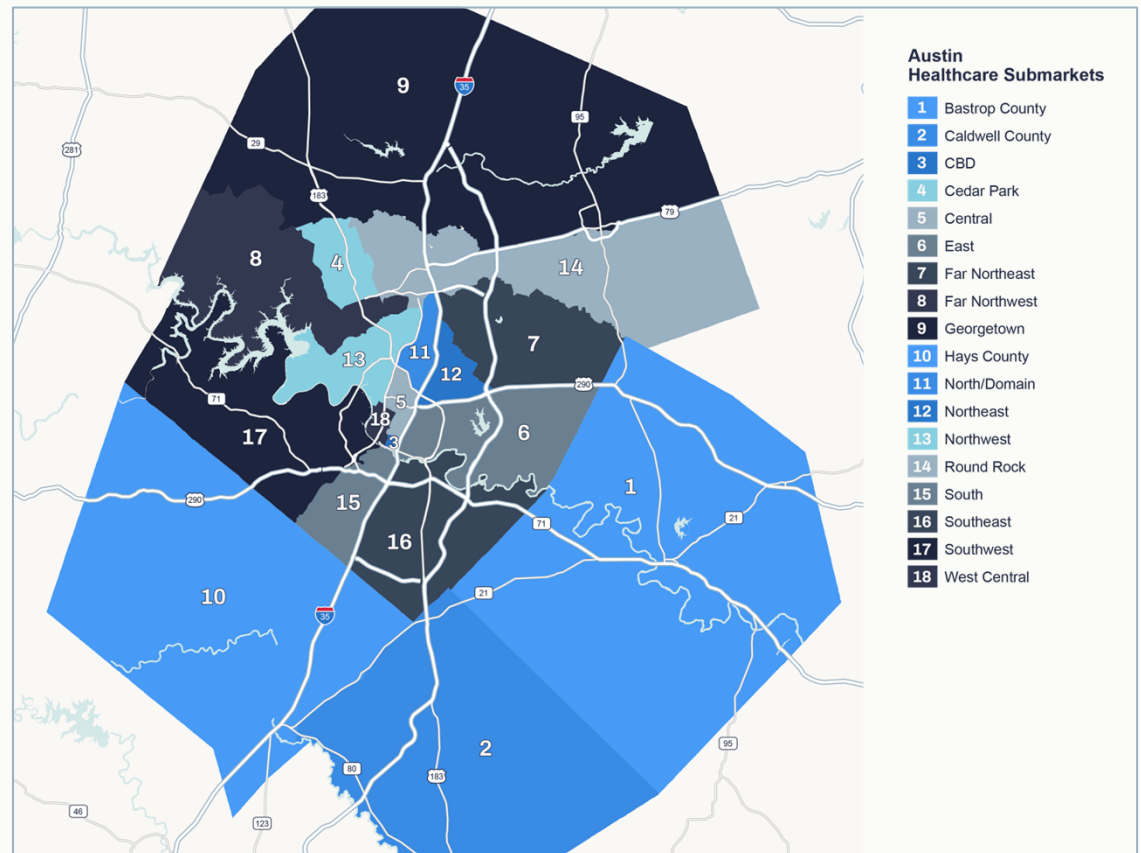 Austin
Healthcare Submarkets
1 Bastrop County
2 Caldwell County
3 CBD
4 Cedar Park
5 Central
6 East
7 Far Northeast
8 Far Northwest
9 Georgetown
10 Hays County
11 North/Domain
12 Northeast
13 Northwest
14 Round Rock
15 South
16 Southeast
17 Southwest
18 West Central
9
35
95
29
281
183
79
8
4
14
7
13
11
12
290
71
5
18
3
6
17
15
1
290
16
71
21
10
35
21
2
95
80
183
46
123